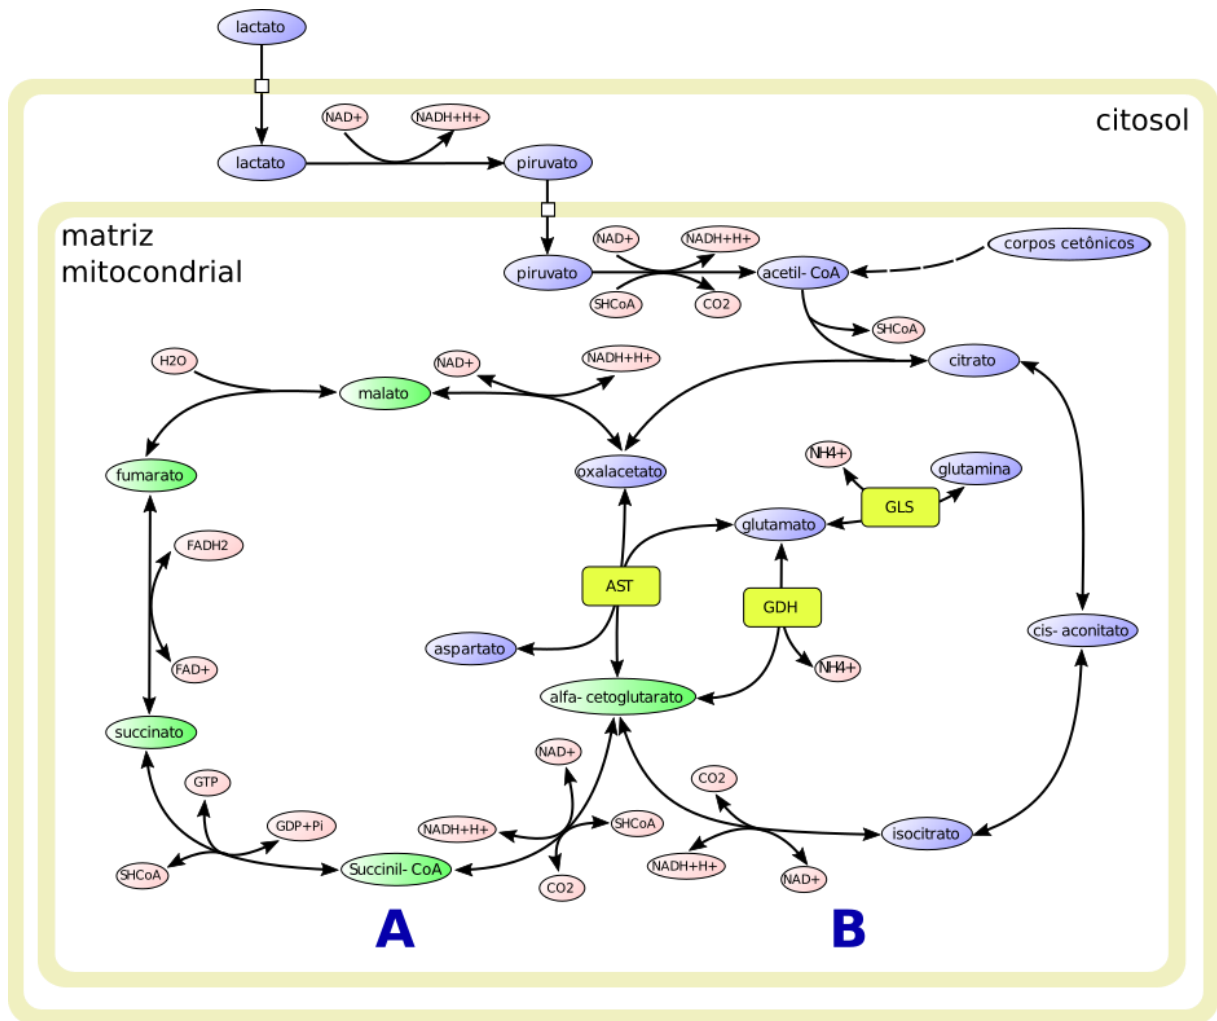 lactato
citosol
NAD+
NADH+H+
lactato
piruvato
matriz
mitocondrial
NAD+
NADH+H+
corpos cetônicos
piruvato
acetil- CoA
SHCoA
CO2
SHCoA
H2O
NAD+
NADH+H+
citrato
malato
fumarato
oxalacetato
NH4+
glutamina
GLS
glutamato
FADH2
AST
GDH
cis- aconitato
aspartato
FAD+
NH4+
alfa- cetoglutarato
succinato
NAD+
GTP
CO2
GDP+Pi
NADH+H+
SHCoA
isocitrato
SHCoA
Succinil- CoA
CO2
NADH+H+
NAD+
A
B